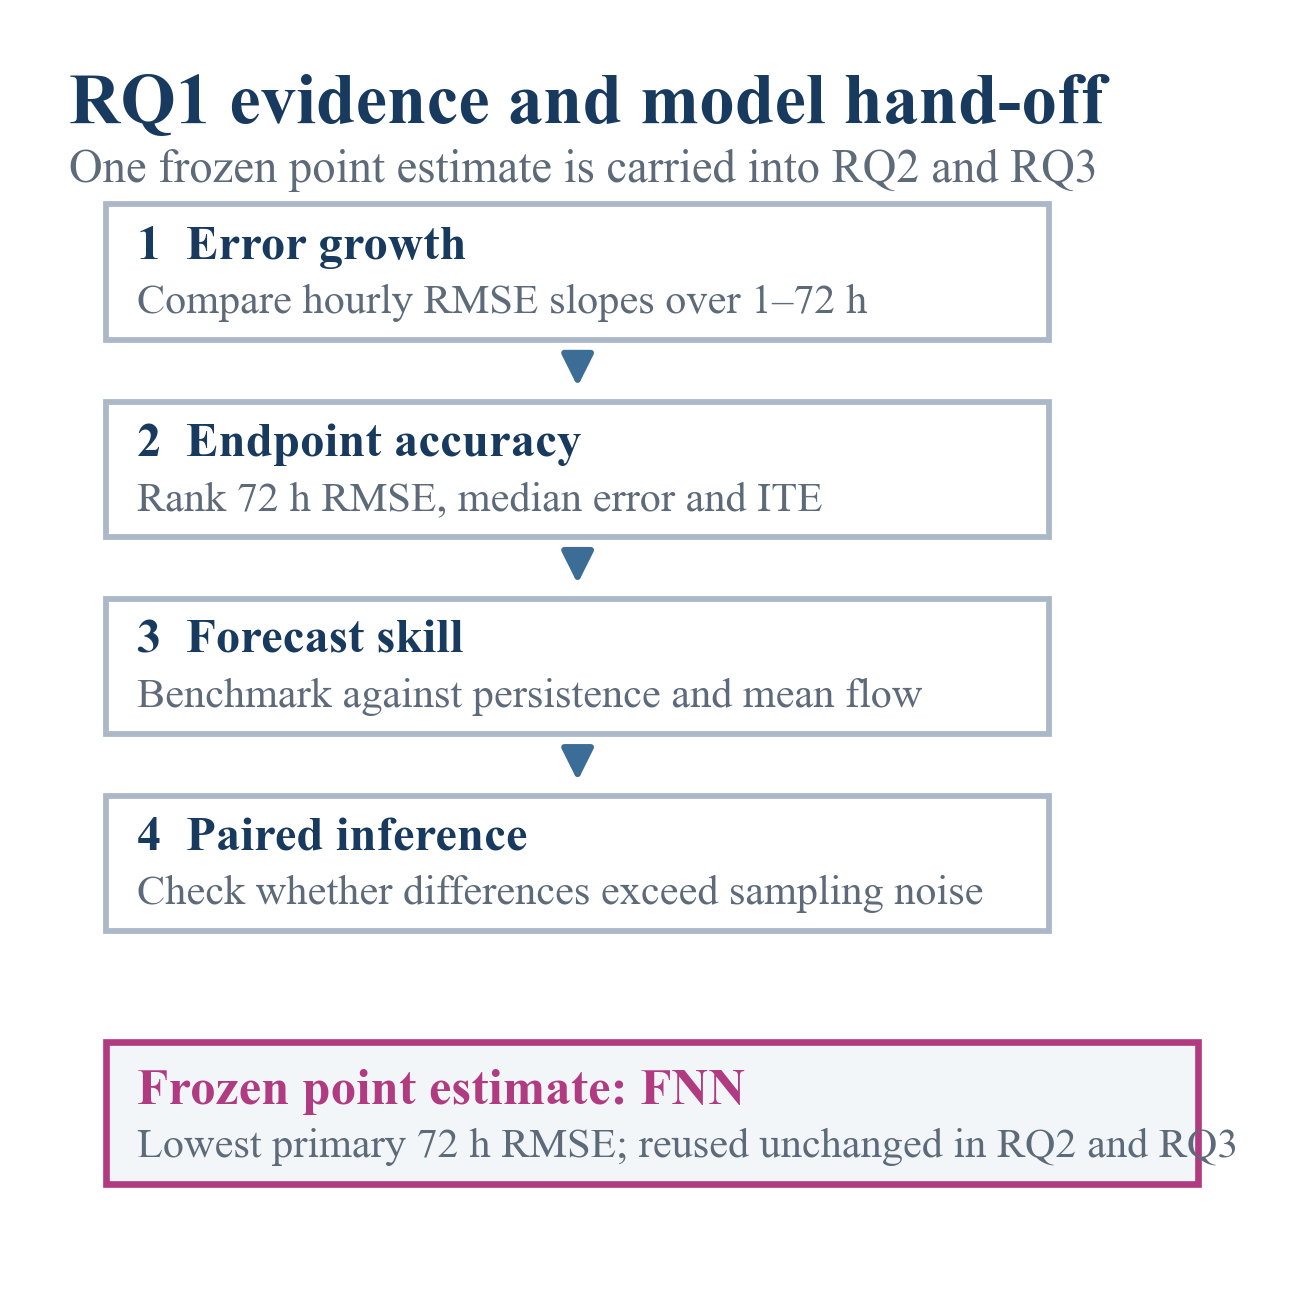 RQ1 evidence and model hand-off
One frozen point estimate is carried into RQ2 and RQ3
1 Error growth
Compare hourly RMSE slopes over 1–72 h
2 Endpoint accuracy
Rank 72 h RMSE, median error and ITE
3 Forecast skill
Benchmark against persistence and mean flow
4 Paired inference
Check whether differences exceed sampling noise
Frozen point estimate: FNN
Lowest primary 72 h RMSE; reused unchanged in RQ2 and RQ3